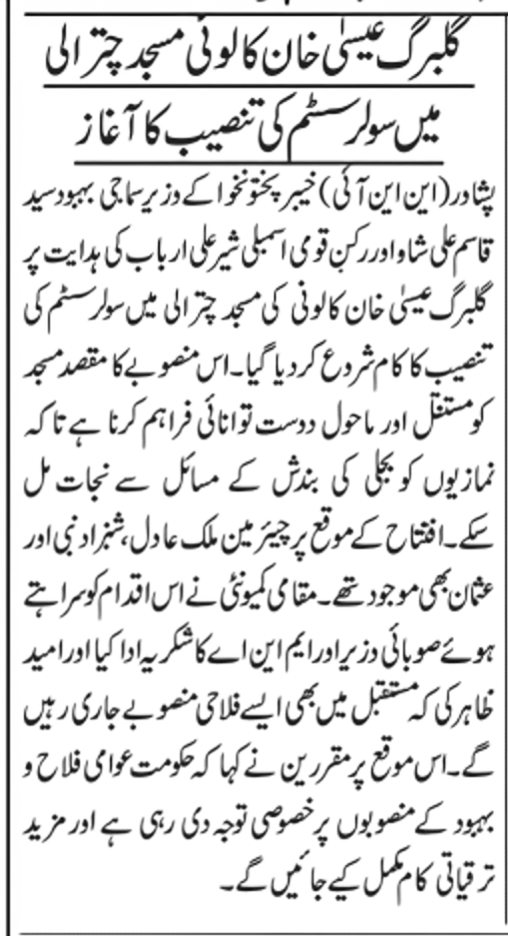 گلبرگ عیسیٰ خان کالونی مسجد چترالی
میں سولر سسٹم کی تنصیب کا آغاز
پشاور (این این آئی) خیبر پختونخوا کے وزیر سماجی بہبود سید
قاسم علی شاہ اور رکن قومی اسمبلی شیر علی ارباب کی ہدایت پر
گلبرگ عیسیٰ خان کالونی کی مسجد چترالی میں سولر سسٹم کی
تنصیب کا کام شروع کر دیا گیا۔ اس منصوبے کا مقصد مسجد
کو مستقل اور ماحول دوست توانائی فراہم کرنا ہے تاکہ
نمازیوں کو بجلی کی بندش کے مسائل سے نجات مل
سکے۔ افتتاح کے موقع پر چیئرمین ملک عادل، شہزاد نبی اور
عثمان بھی موجود تھے۔ مقامی کمیونٹی نے اس اقدام کو سراہتے
ہوئے صوبائی وزیر اور ایم این اے کا شکریہ ادا کیا اور امید
ظاہر کی کہ مستقبل میں بھی ایسے فلاحی منصوبے جاری رہیں
گے۔ اس موقع پر مقررین نے کہا کہ حکومت عوامی فلاح و
بہبود کے منصوبوں پر خصوصی توجہ دی رہی ہے اور مزید
ترقیاتی کام مکمل کیے جائیں گے۔